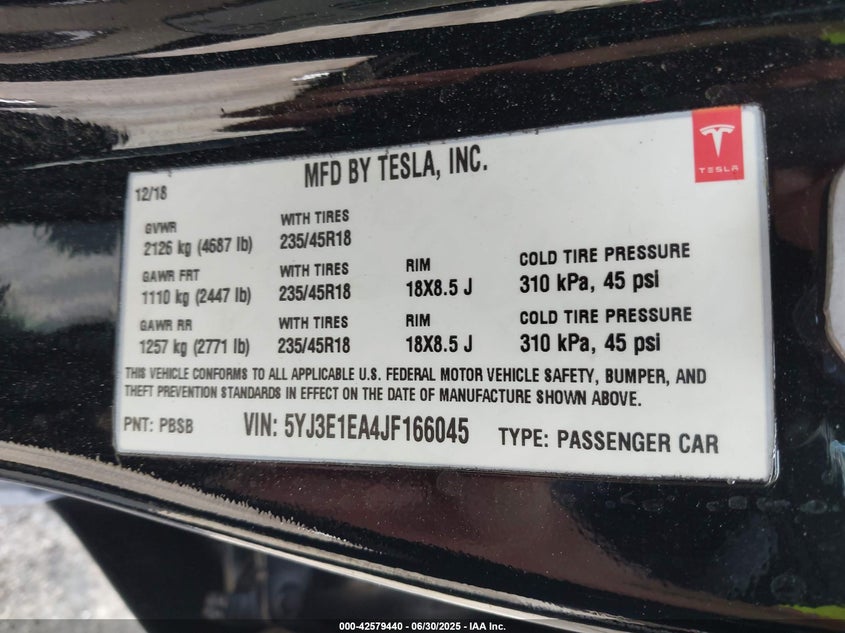 MFD BY TESLA, INC.
TESLA
12/18
GVWR WITH TIRES
2126 kg (4687 lb) 235/45R18
GAWR FRT WITH TIRES RIM COLD TIRE PRESSURE
1110 kg (2447 lb) 235/45R18 18X8.5 J 310 kPa, 45 psi
GAWR RR WITH TIRES RIM COLD TIRE PRESSURE
1257 kg (2771 lb) 235/45R18 18X8.5 J 310 kPa, 45 psi
THIS VEHICLE CONFORMS TO ALL APPLICABLE U.S. FEDERAL MOTOR VEHICLE SAFETY, BUMPER, AND
THEFT PREVENTION STANDARDS IN EFFECT ON THE DATE OF MANUFACTURE SHOWN ABOVE.
PNT: PBSB VIN: 5YJ3E1EA4JF166045 TYPE: PASSENGER CAR
000-42579440 - 06/30/2025 - IAA Inc.